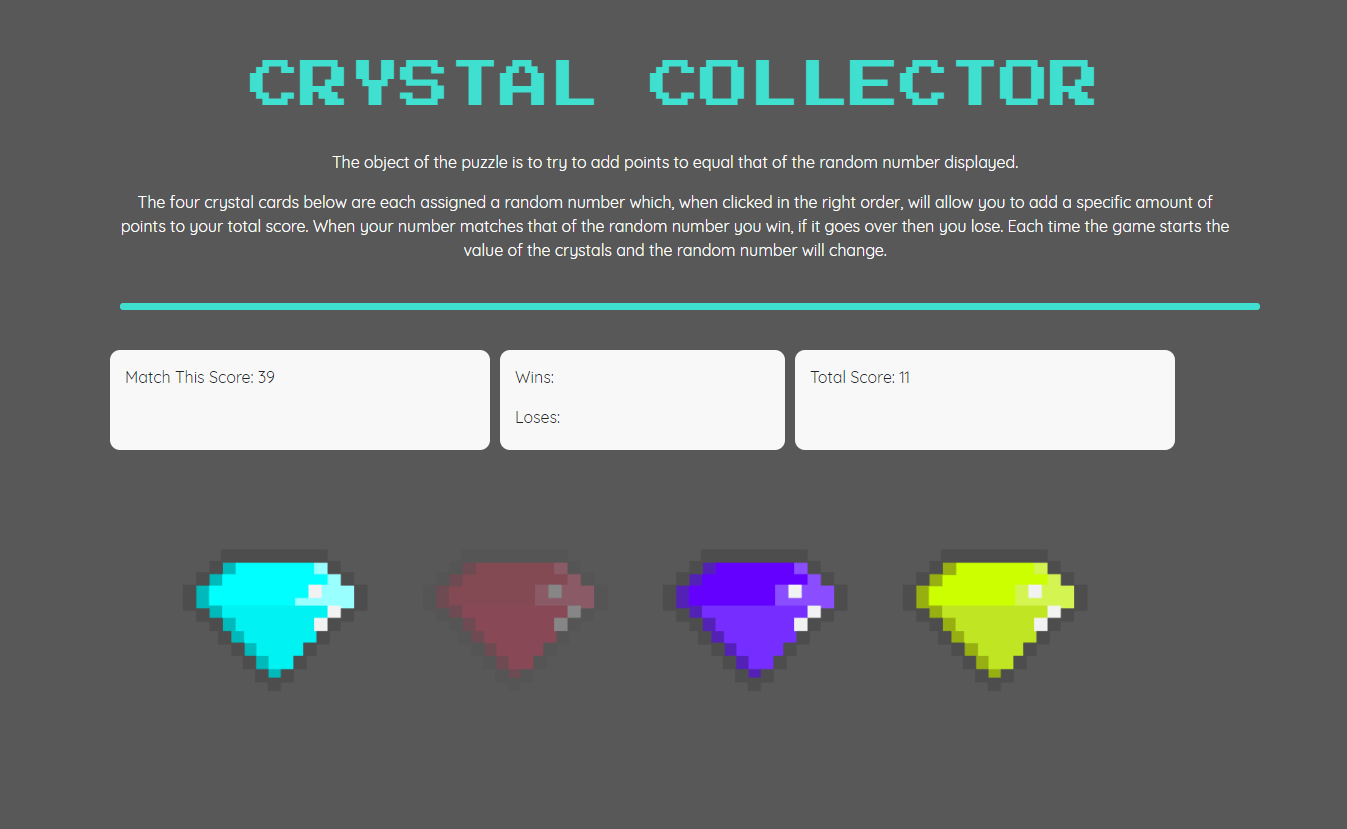 CRYSTAL COLLECTOR
The object of the puzzle is to try to add points to equal that of the random number displayed.
The four crystal cards below are each assigned a random number which, when clicked in the right order, will allow you to add a specific amount of
points to your total score. When your number matches that of the random number you win, if it goes over then you lose. Each time the game starts the
value of the crystals and the random number will change.
Match This Score: 39
Wins:
Loses:
Total Score: 11